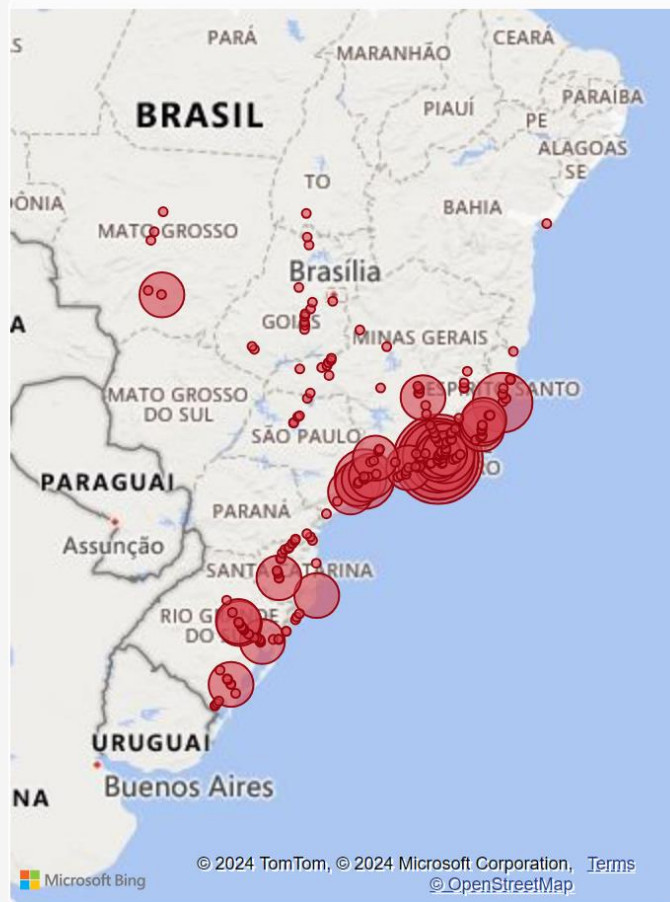 S
PARÁ
MARANHÃO
CEARÁ
BRASIL
PIAUÍ
PARAÍBA
PE
ALAGOAS
SE
TO
DÔNIA
BAHIA
MATO GROSSO
Brasília
A
GOIÁS
MINAS GERAIS
MATO GROSSO
DO SUL
ESPÍRITO SANTO
SÃO PAULO
RO
PARAGUAI
PARANÁ
Assunção
SANTA CATARINA
RIO GRANDE
DO SUL
URUGUAI
Buenos Aires
NA
© 2024 TomTom, © 2024 Microsoft Corporation, Terms
© OpenStreetMap
Microsoft Bing